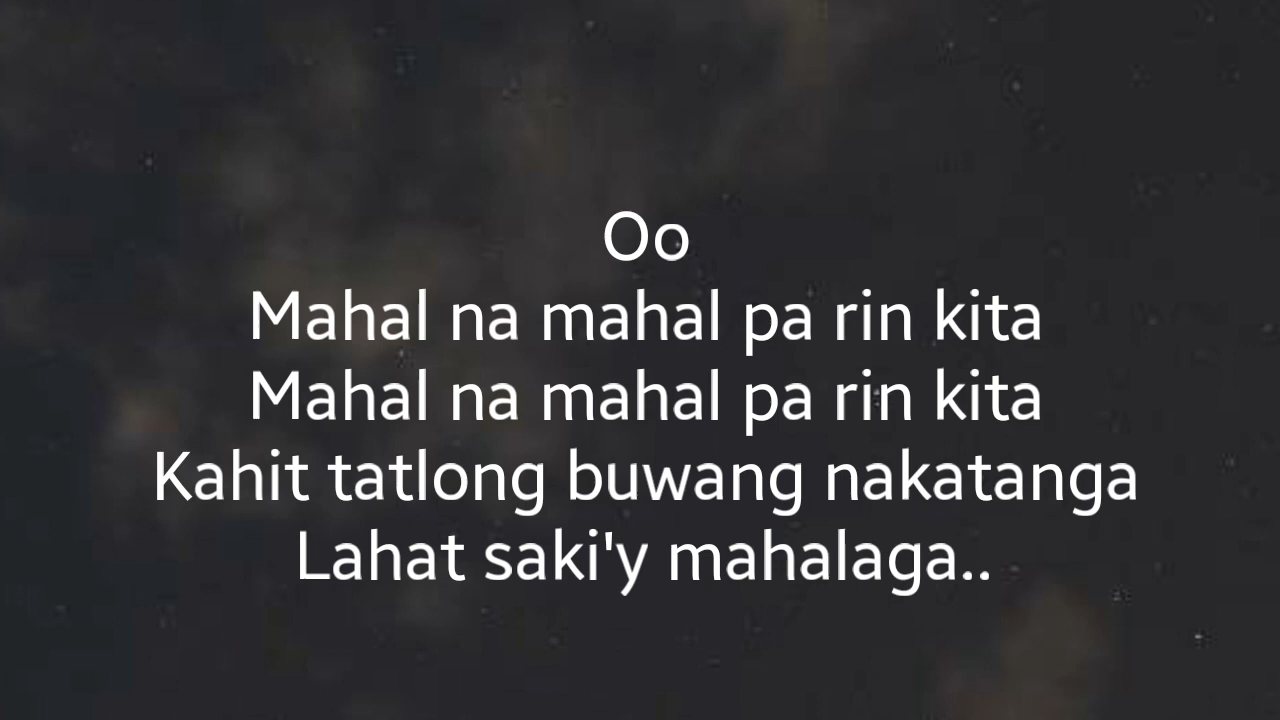 Oo
Mahal na mahal pa rin kita
Mahal na mahal pa rin kita
Kahit tatlong buwang nakatanga
Lahat saki'y mahalaga..